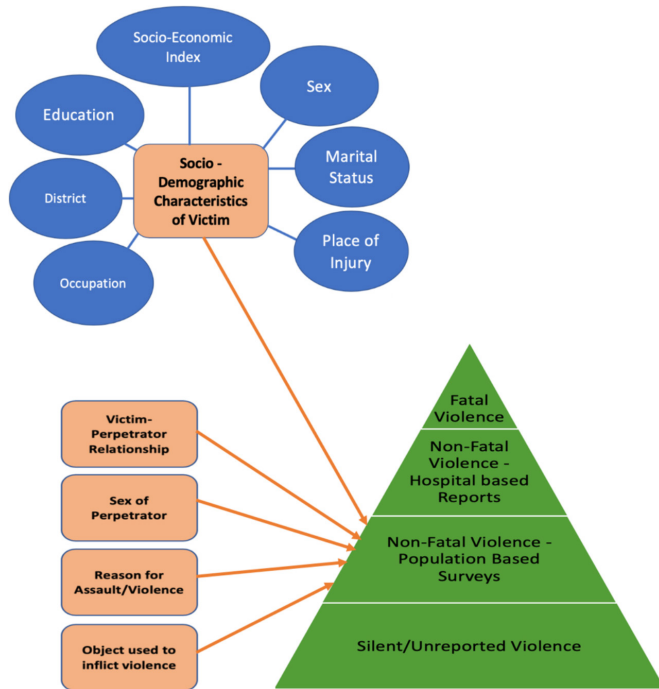 Socio-Economic
Index
Sex
Education
Marital
Status
Socio -
Demographic
Characteristics
of Victim
District
Place of
Injury
Occupation
Fatal
Violence
Victim-
Perpetrator
Relationship
Non-Fatal
Violence -
Hospital based
Reports
Sex of
Perpetrator
Non-Fatal Violence -
Population Based
Surveys
Reason for
Assault/Violence
Object used to
inflict violence
Silent/Unreported Violence